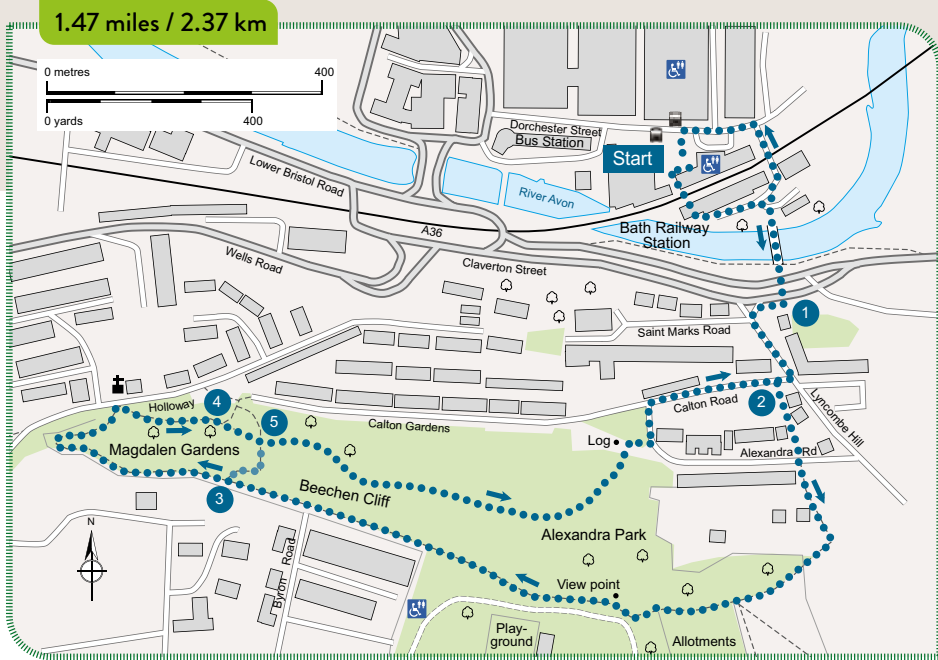 1.47 miles / 2.37 km
0 metres 400
0 yards 400
Dorchester Street
Bus Station
Start
Lower Bristol Road
River Avon
Bath Railway
Station
A36
Wells Road
Claverton Street
1
Saint Marks Road
Holloway
4
5
Calton Gardens
Calton Road
2
Lyncombe Hill
Log
Alexandra Rd
Magdalen Gardens
3
Beechen Cliff
Alexandra Park
N
Byron Road
View point
Play-
ground
Allotments